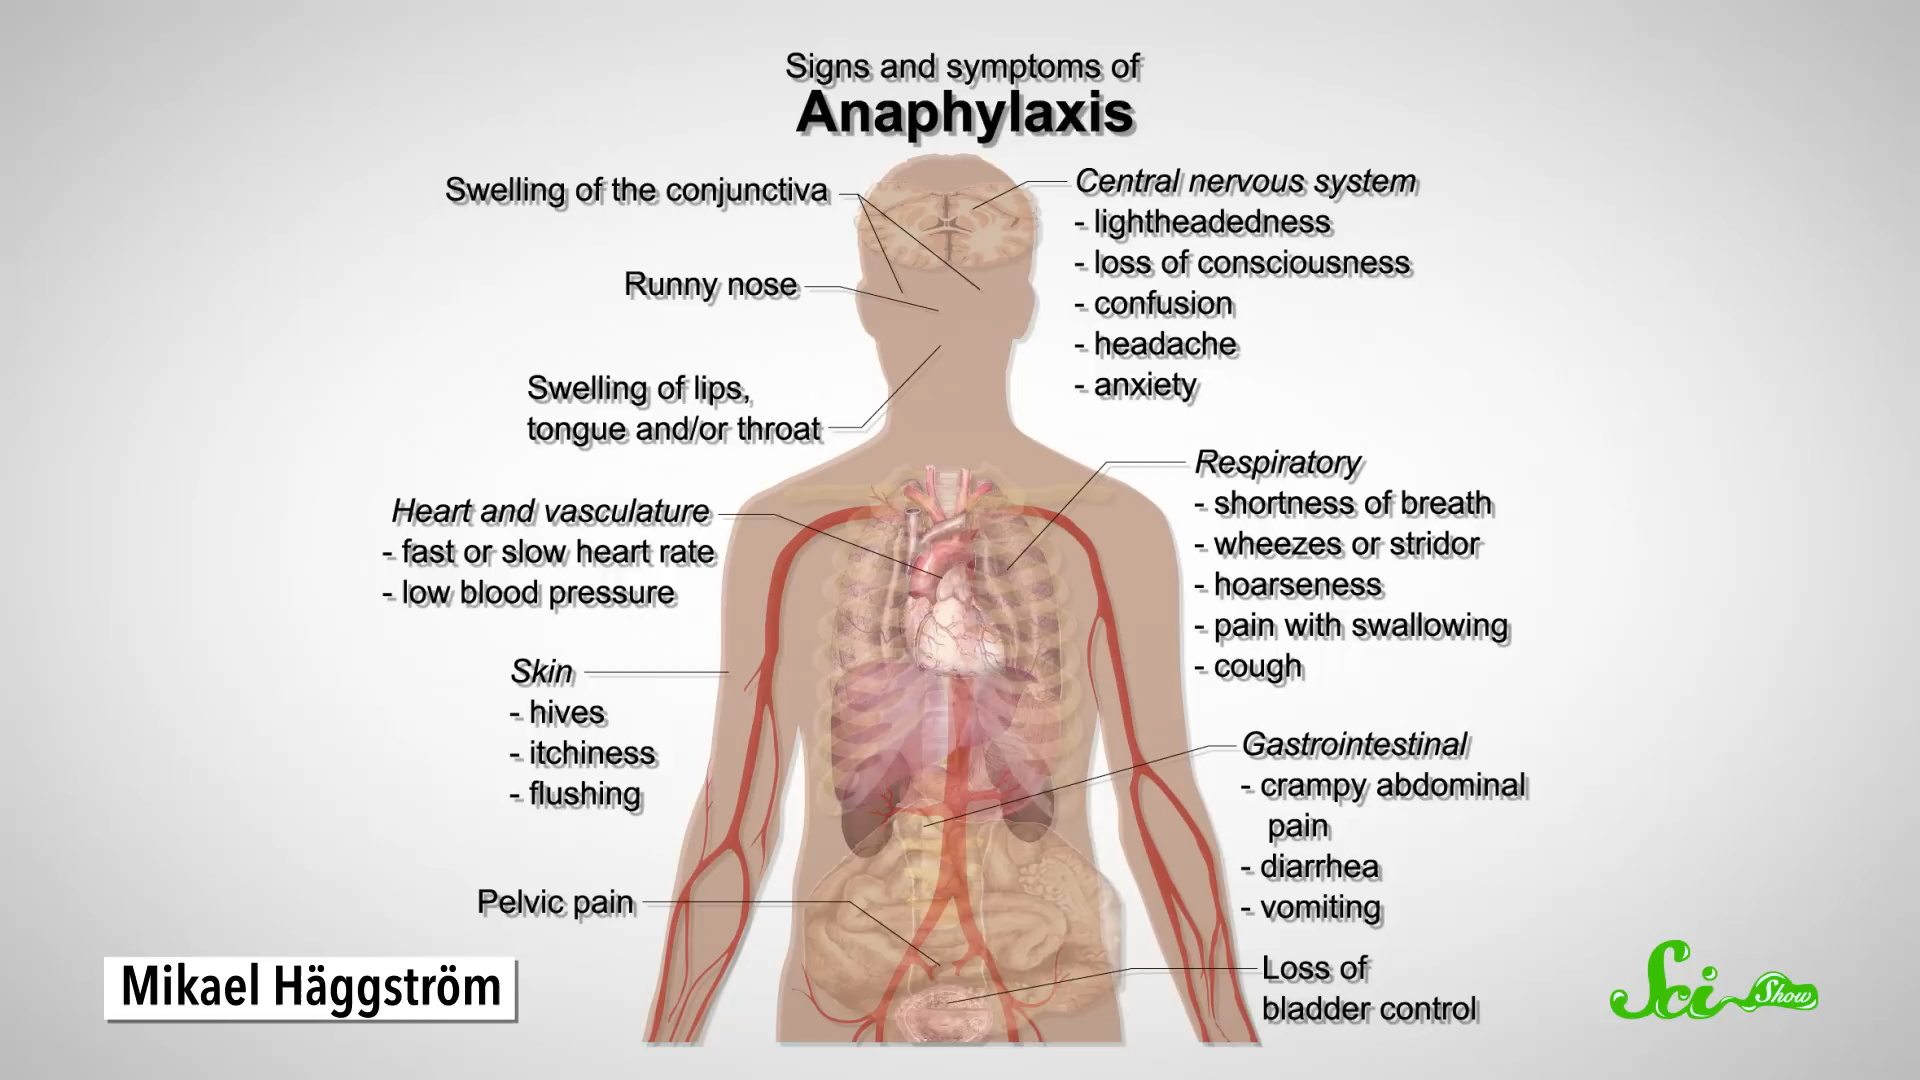 Signs and symptoms of
Anaphylaxis
Swelling of the conjunctiva
Runny nose
Swelling of lips,
tongue and/or throat
Heart and vasculature
- fast or slow heart rate
- low blood pressure
Skin
- hives
- itchiness
- flushing
Pelvic pain
Central nervous system
- lightheadedness
- loss of consciousness
- confusion
- headache
- anxiety
Respiratory
- shortness of breath
- wheezes or stridor
- hoarseness
- pain with swallowing
- cough
Gastrointestinal
- crampy abdominal
pain
- diarrhea
- vomiting
Loss of
bladder control
Mikael Häggström
Sci Show